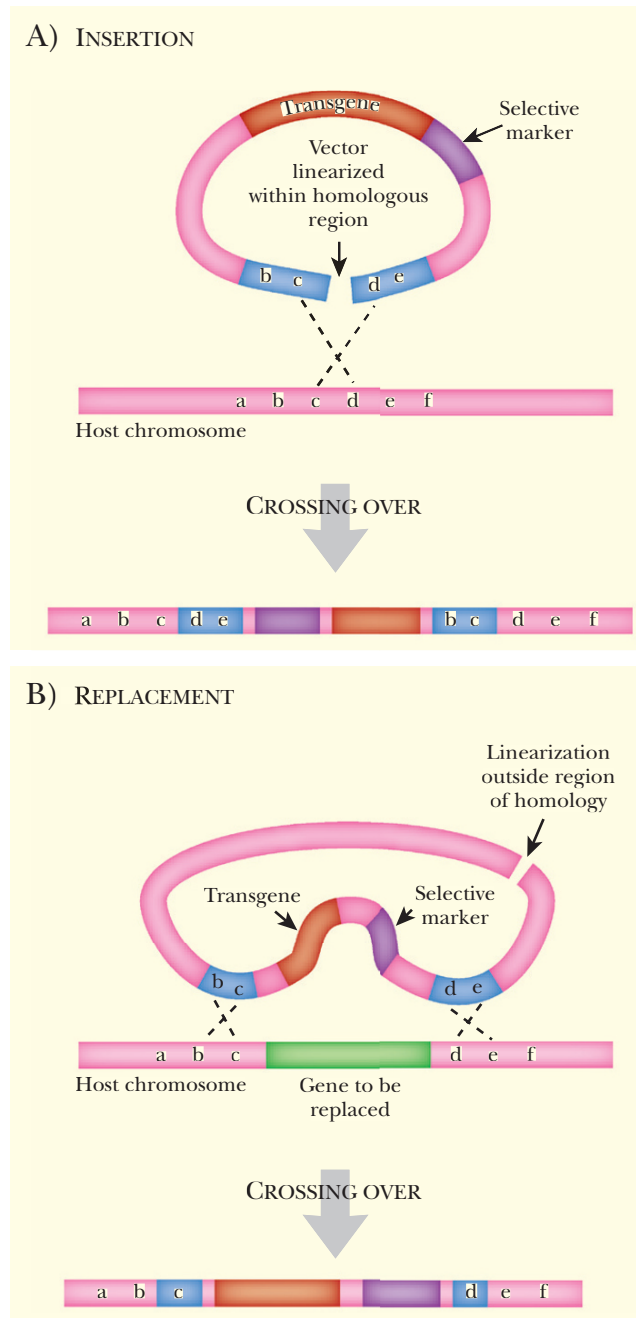 A) INSERTION
Transgene
Selective
marker
Vector
linearized
within homologous
region
b c d e
a b c d e f
Host chromosome
CROSSING OVER
a b c d e b c d e f
B) REPLACEMENT
Linearization
outside region
of homology
Transgene
Selective
marker
b c d e
a b c d e f
Host chromosome
Gene to be
replaced
CROSSING OVER
a b c d e f